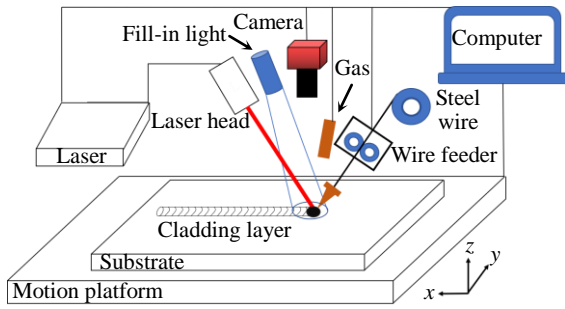 Camera
Fill-in light
Computer
Gas
Laser head
Steel
wire
Wire feeder
Laser
Cladding layer
Substrate
Motion platform
z
y
x